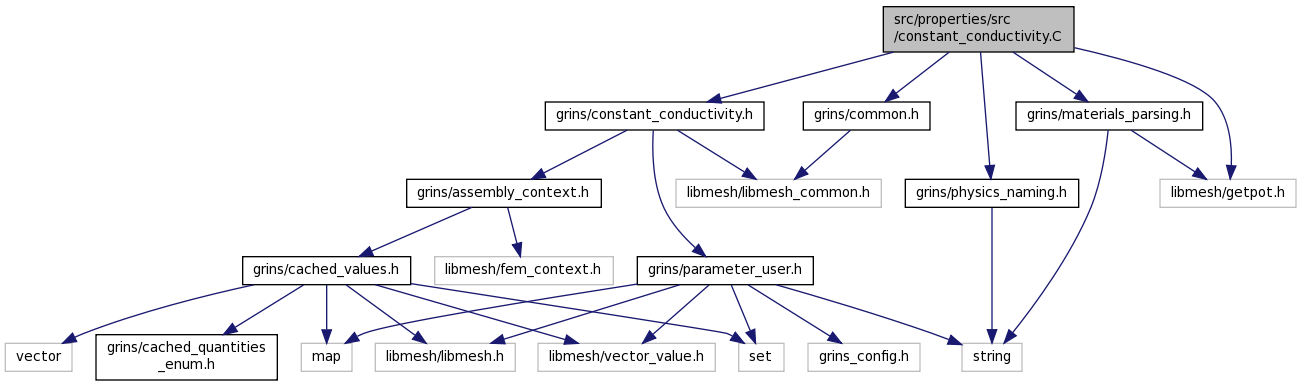 src/properties/src
/constant_conductivity.C
grins/constant_conductivity.h
grins/common.h
grins/materials_parsing.h
grins/assembly_context.h
libmesh/libmesh_common.h
grins/physics_naming.h
libmesh/getpot.h
grins/cached_values.h
libmesh/fem_context.h
grins/parameter_user.h
vector
grins/cached_quantities
_enum.h
map
libmesh/libmesh.h
libmesh/vector_value.h
set
grins_config.h
string